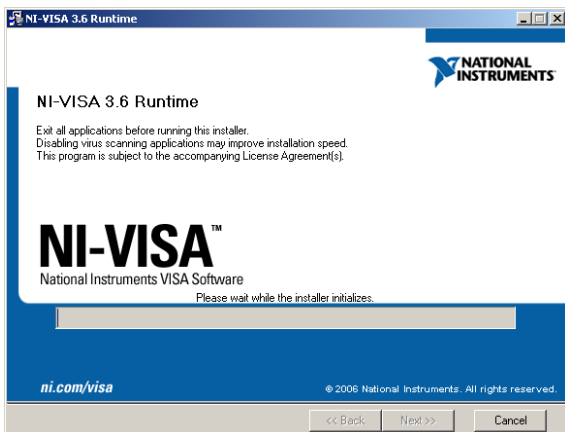 NI-VISA 3.6 Runtime
NATIONAL
INSTRUMENTS
NI-VISA 3.6 Runtime
Exit all applications before running this installer.
Disabling virus scanning applications may improve installation speed.
This program is subject to the accompanying License Agreement(s).
NI-VISA™
National Instruments VISA Software
Please wait while the installer initializes.
ni.com/visa
© 2006 National Instruments. All rights reserved.
<< Back Next >> Cancel